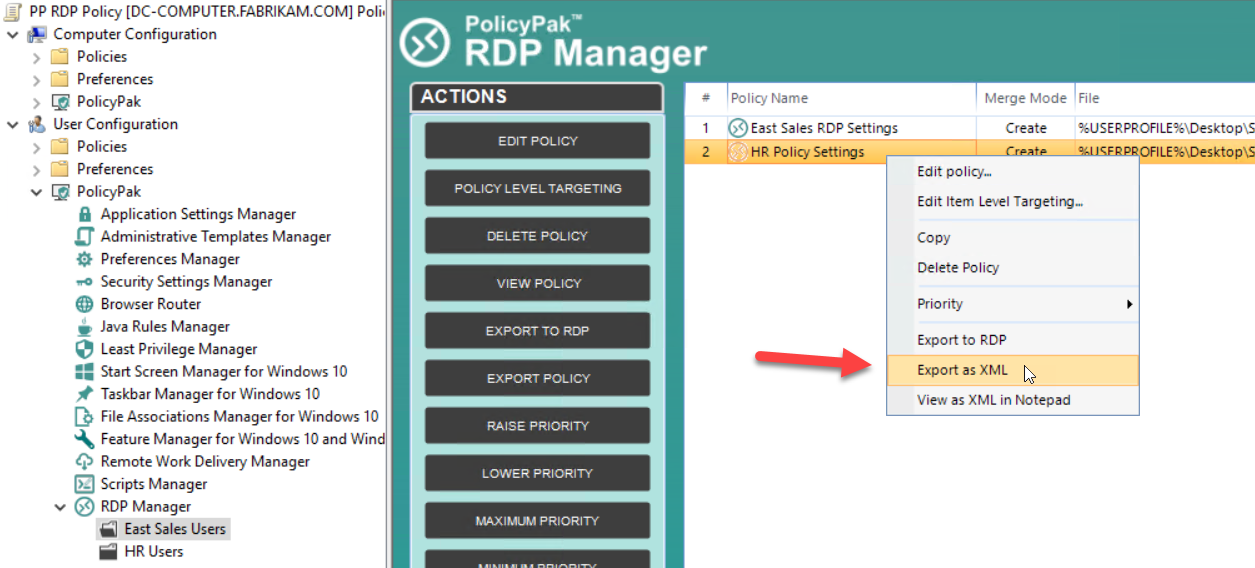 PP RDP Policy [DC-COMPUTER.FABRIKAM.COM] Poli
Computer Configuration
Policies
Preferences
PolicyPak
User Configuration
Policies
Preferences
PolicyPak
Application Settings Manager
Administrative Templates Manager
Preferences Manager
Security Settings Manager
Browser Router
Java Rules Manager
Least Privilege Manager
Start Screen Manager for Windows 10
Taskbar Manager for Windows 10
File Associations Manager for Windows 10
Feature Manager for Windows 10 and Wind
Remote Work Delivery Manager
Scripts Manager
RDP Manager
East Sales Users
HR Users
PolicyPak™
RDP Manager
ACTIONS
EDIT POLICY
POLICY LEVEL TARGETING
DELETE POLICY
VIEW POLICY
EXPORT TO RDP
EXPORT POLICY
RAISE PRIORITY
LOWER PRIORITY
MAXIMUM PRIORITY
MINIMUM PRIORITY
# Policy Name Merge Mode File
1 East Sales RDP Settings Create %USERPROFILE%\Desktop\S
2 HR Policy Settings Create %USERPROFILE%\Desktop\S
Edit policy...
Edit Item Level Targeting...
Copy
Delete Policy
Priority
Export to RDP
Export as XML
View as XML in Notepad